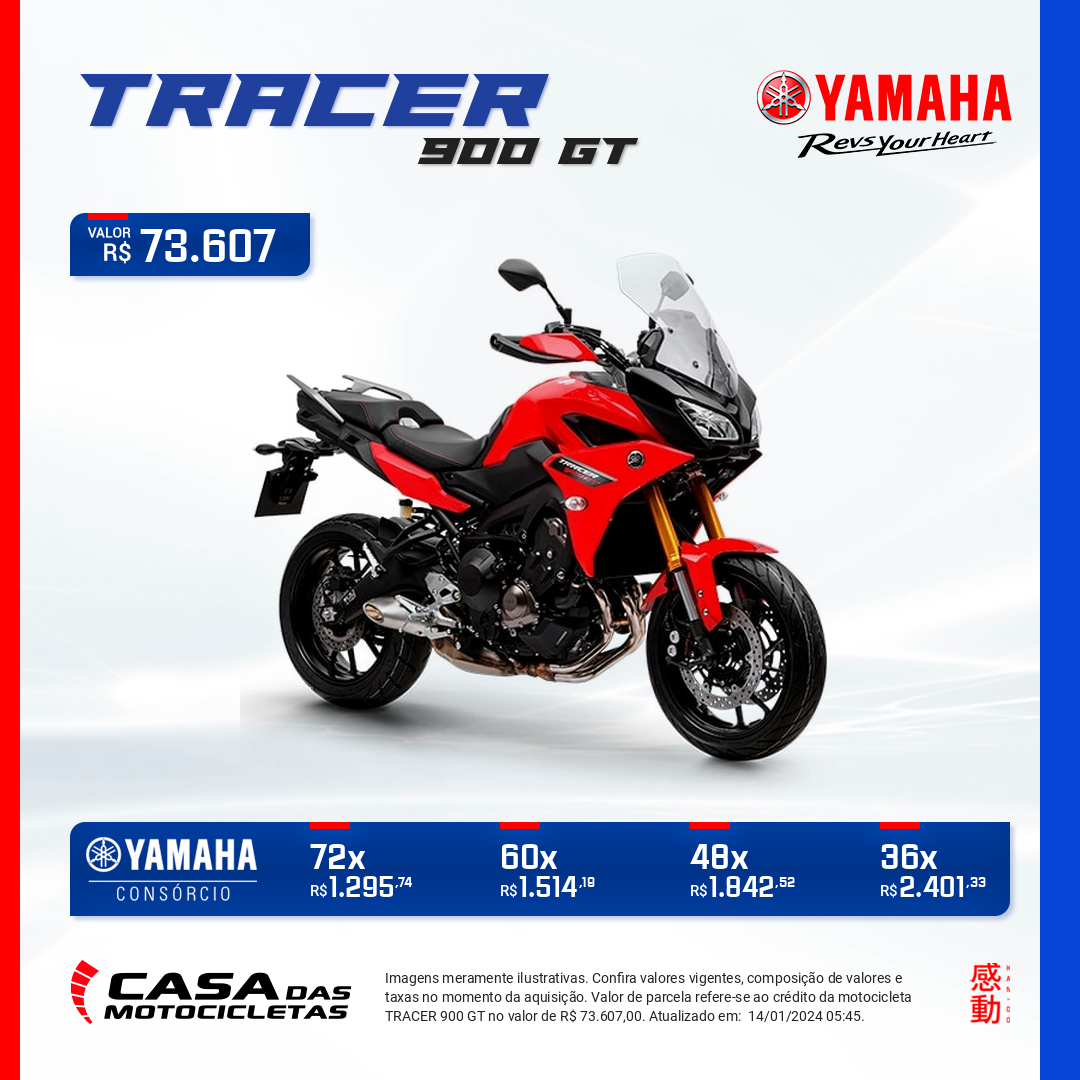 TRACER
900 GT
YAMAHA
Revs Your Heart
VALOR
R$ 73.607
TRACER
YAMAHA
CONSÓRCIO
72x
R$ 1.295,74
60x
R$ 1.514,18
48x
R$ 1.842,52
36x
R$ 2.401,33
CASA DAS
MOTOCICLETAS
Imagens meramente ilustrativas. Confira valores vigentes, composição de valores e
taxas no momento da aquisição. Valor de parcela refere-se ao crédito da motocicleta
TRACER 900 GT no valor de R$ 73.607,00. Atualizado em:  14/01/2024 05:45.
感動